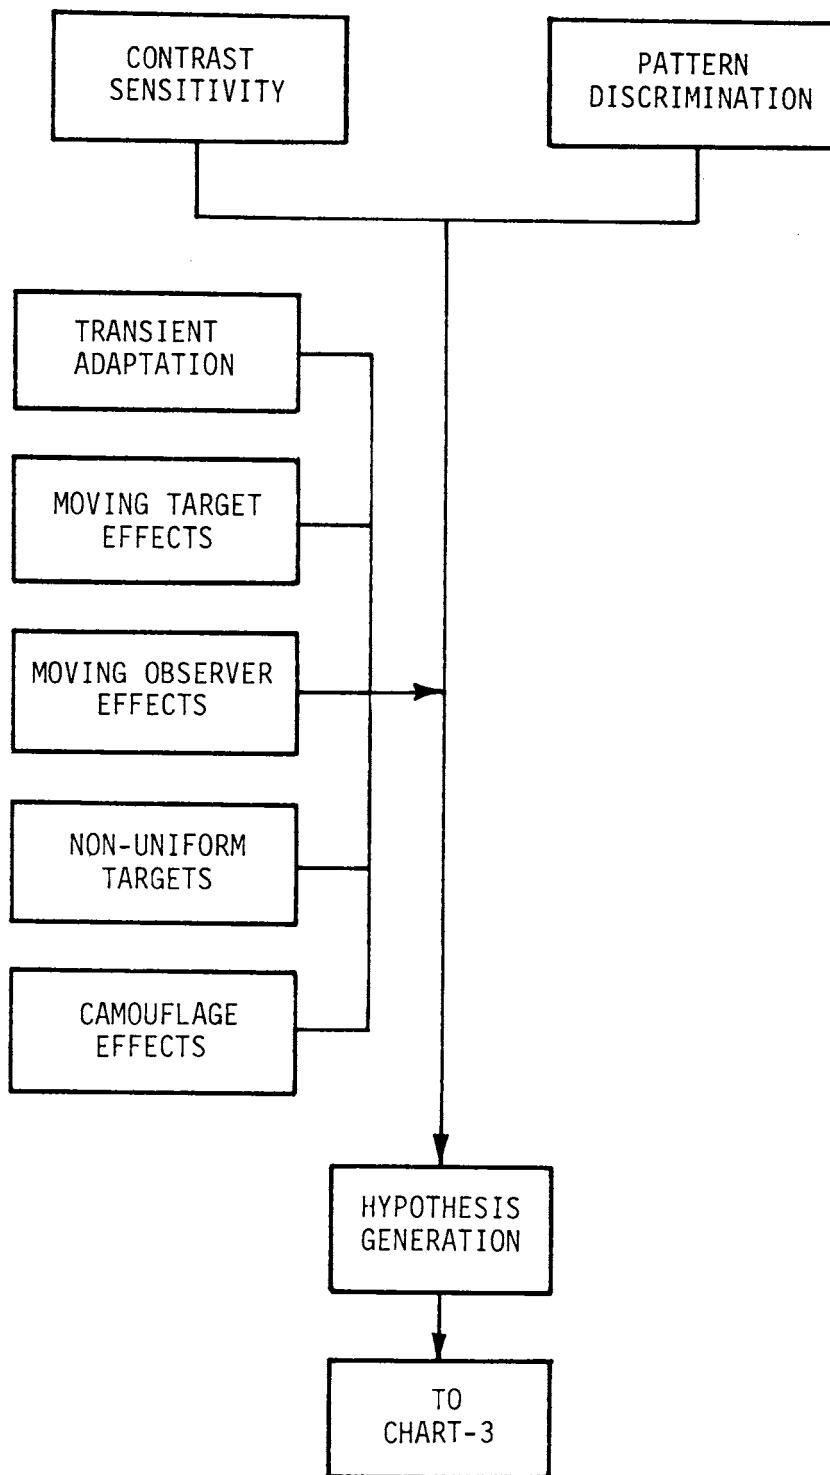 CONTRAST
SENSITIVITY
PATTERN
DISCRIMINATION
TRANSIENT
ADAPTATION
MOVING TARGET
EFFECTS
MOVING OBSERVER
EFFECTS
NON-UNIFORM
TARGETS
CAMOUFLAGE
EFFECTS
HYPOTHESIS
GENERATION
TO
CHART-3